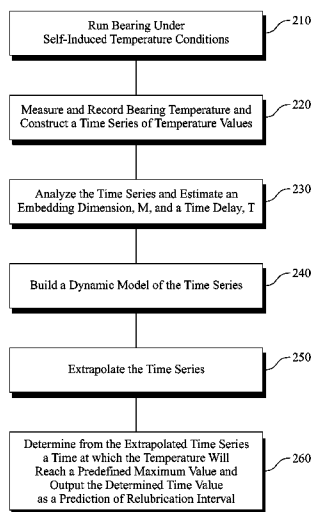 Run Bearing Under
Self-Induced Temperature Conditions
210
Measure and Record Bearing Temperature and
Construct a Time Series of Temperature Values
220
Analyze the Time Series and Estimate an
Embedding Dimension, M, and a Time Delay, T
230
Build a Dynamic Model of the Time Series
240
Extrapolate the Time Series
250
Determine from the Extrapolated Time Series
a Time at which the Temperature Will
Reach a Predefined Maximum Value and
Output the Determined Time Value
as a Prediction of Relubrication Interval
260